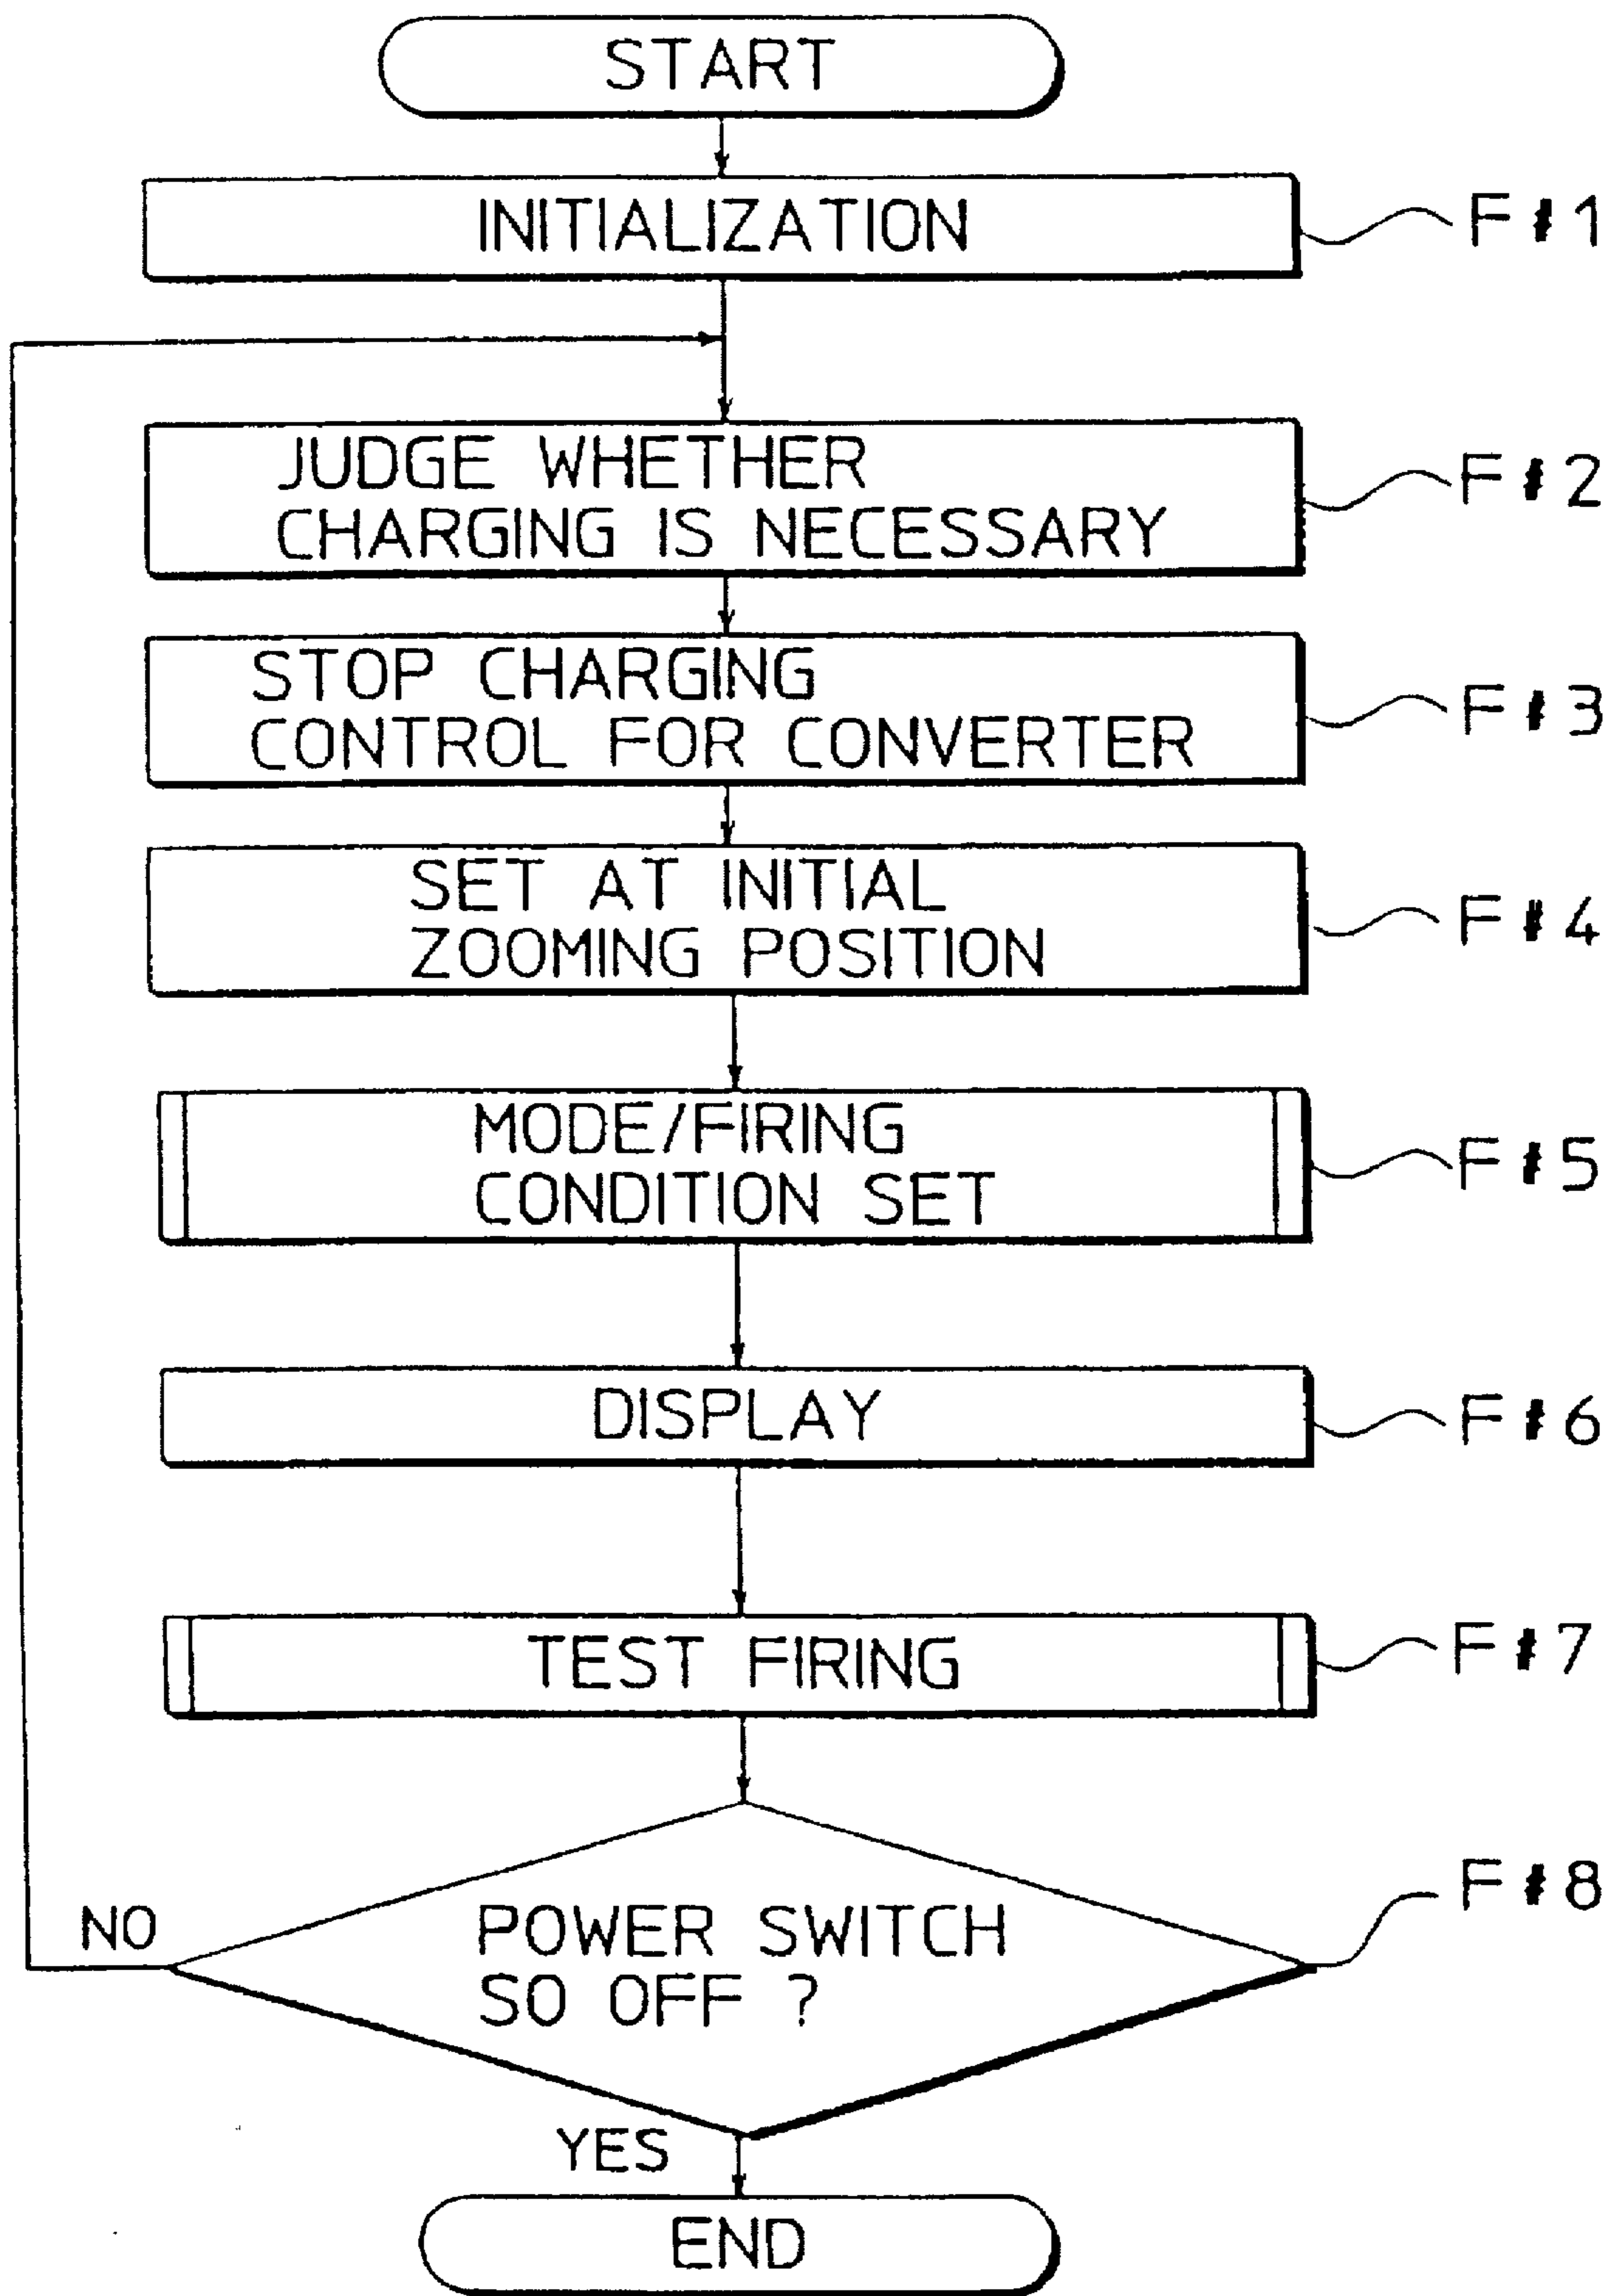 START
INITIALIZATION
F#1
JUDGE WHETHER
CHARGING IS NECESSARY
F#2
STOP CHARGING
CONTROL FOR CONVERTER
F#3
SET AT INITIAL
ZOOMING POSITION
F#4
MODE/FIRING
CONDITION SET
F#5
DISPLAY
F#6
TEST FIRING
F#7
POWER SWITCH
SO OFF ?
F#8
NO
YES
END